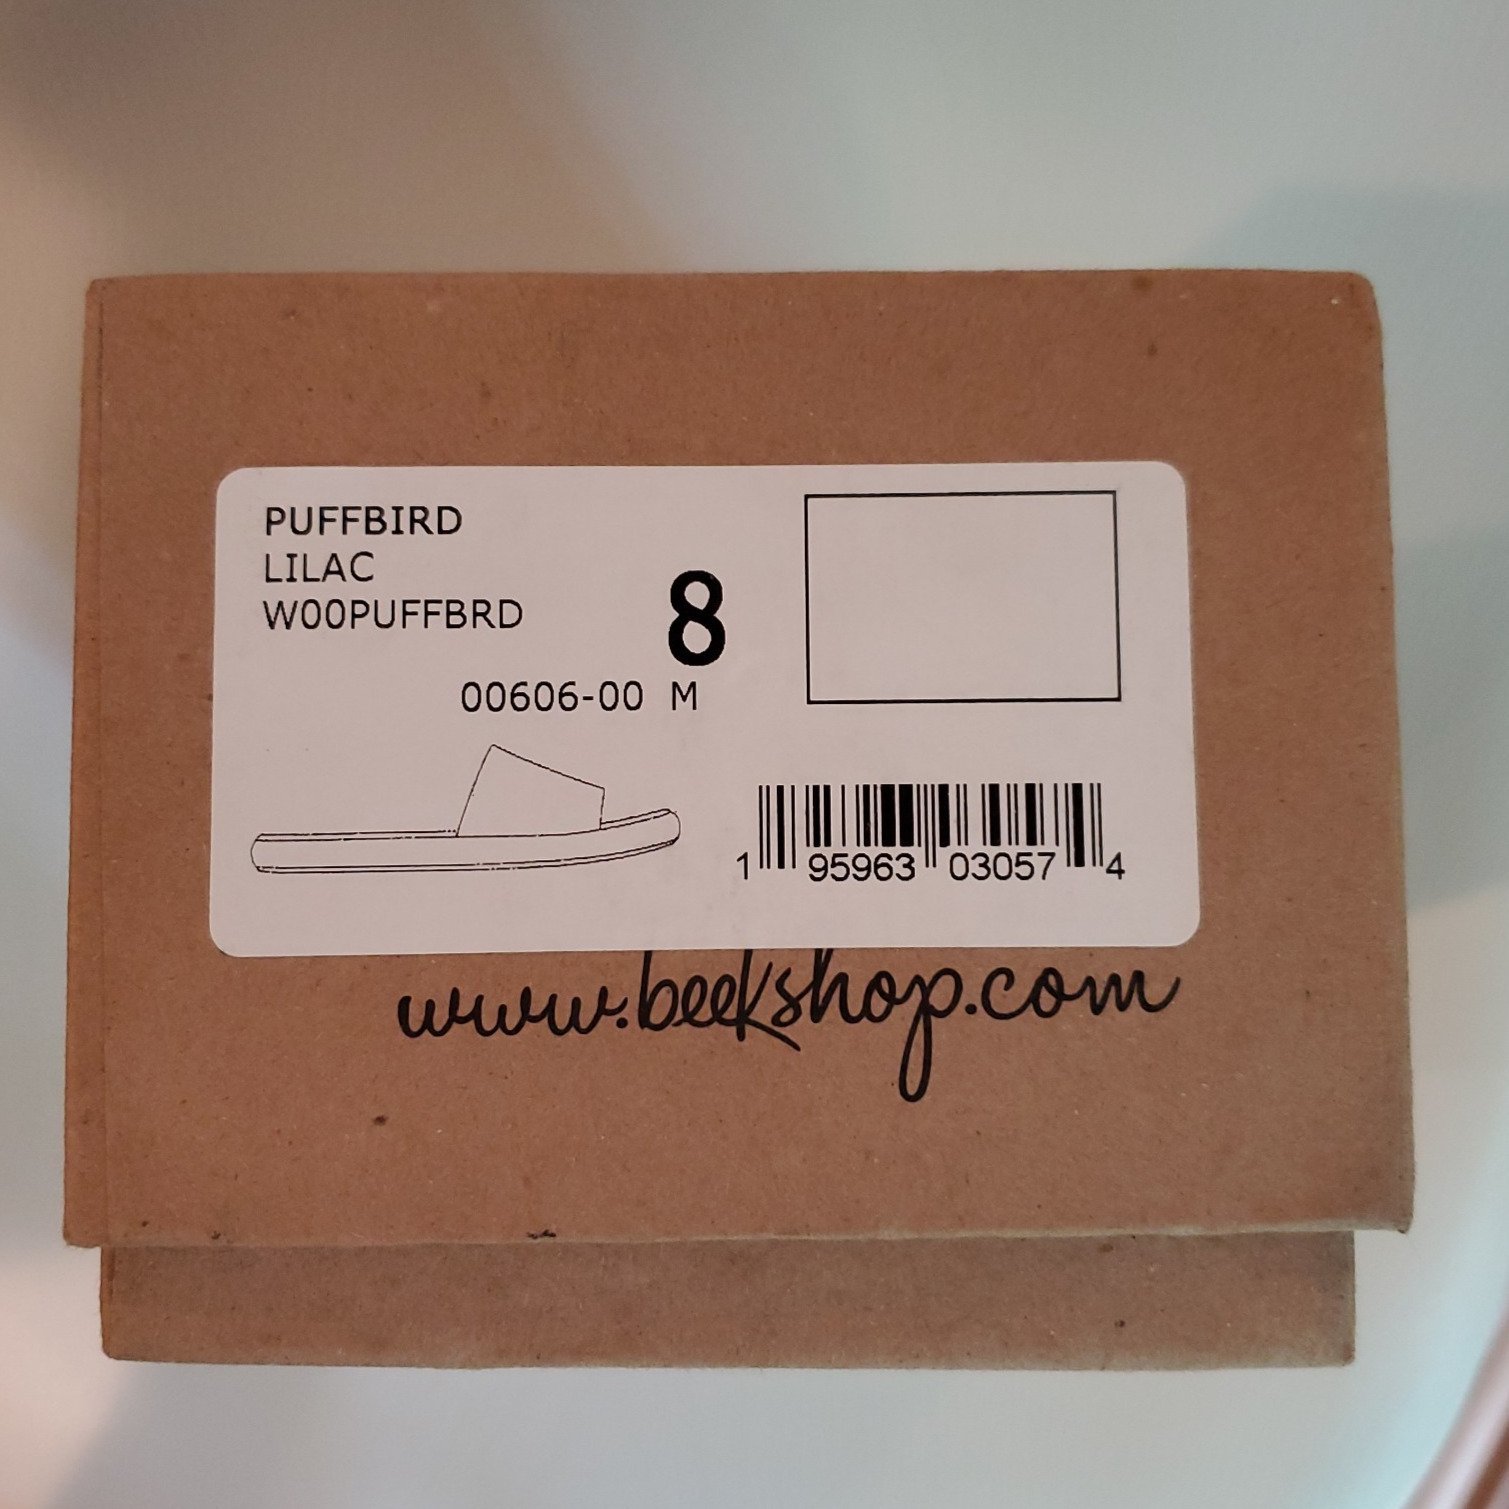 PUFFBIRD
LILAC
W00PUFFBRD
8
00606-00 M
1 95963 03057 4
www.beekshop.com